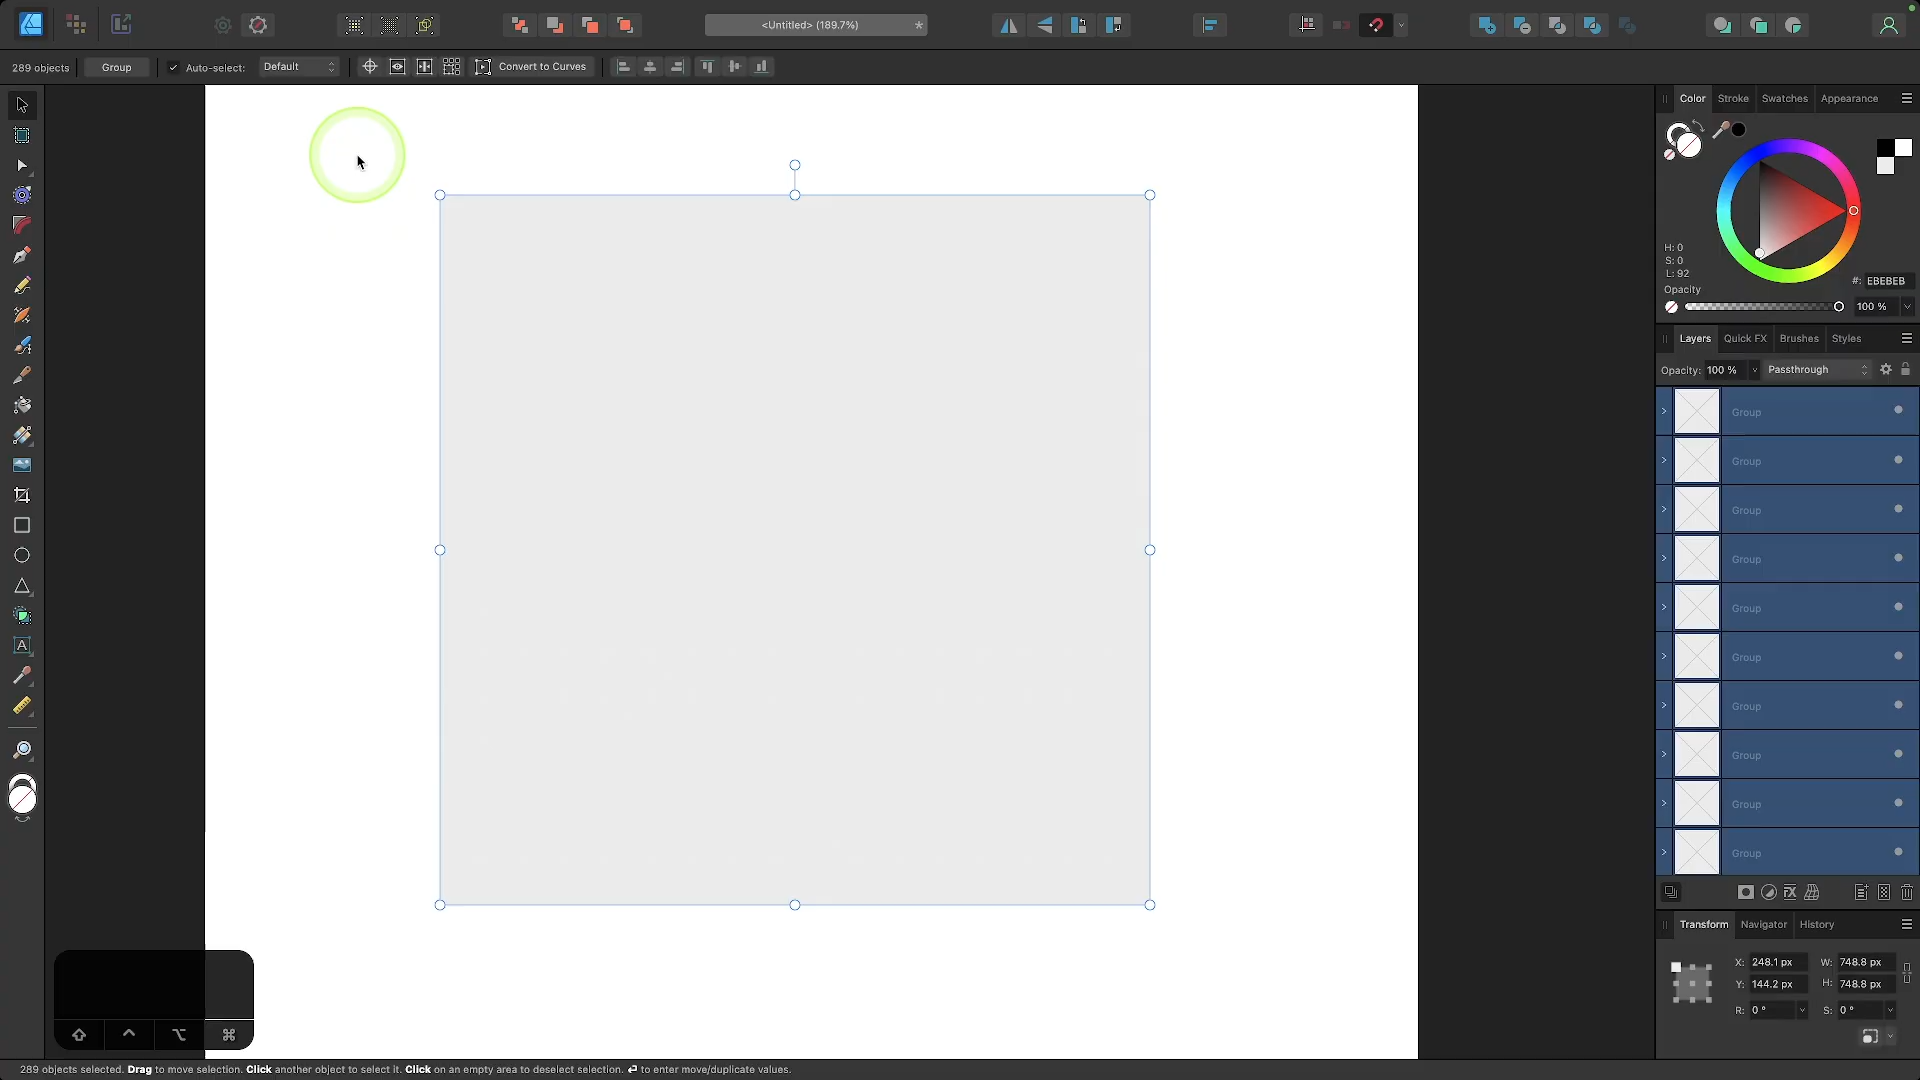 <Untitled> (189.7%)
*
289 objects
Group
Auto-select:
Default
Convert to Curves
Color
Stroke
Swatches
Appearance
H: 0
S: 0
L: 92
#: EBEBEB
Opacity
100 %
Layers
Quick FX
Brushes
Styles
Opacity: 100 %
Passthrough
Group
Group
Group
Group
Group
Group
Group
Group
Group
Group
Transform
Navigator
History
X: 248.1 px
W: 748.8 px
Y: 144.2 px
H: 748.8 px
R: 0 °
S: 0 °
289 objects selected. Drag to move selection. Click another object to select it. Click on an empty area to deselect selection. ⏎ to enter move/duplicate values.